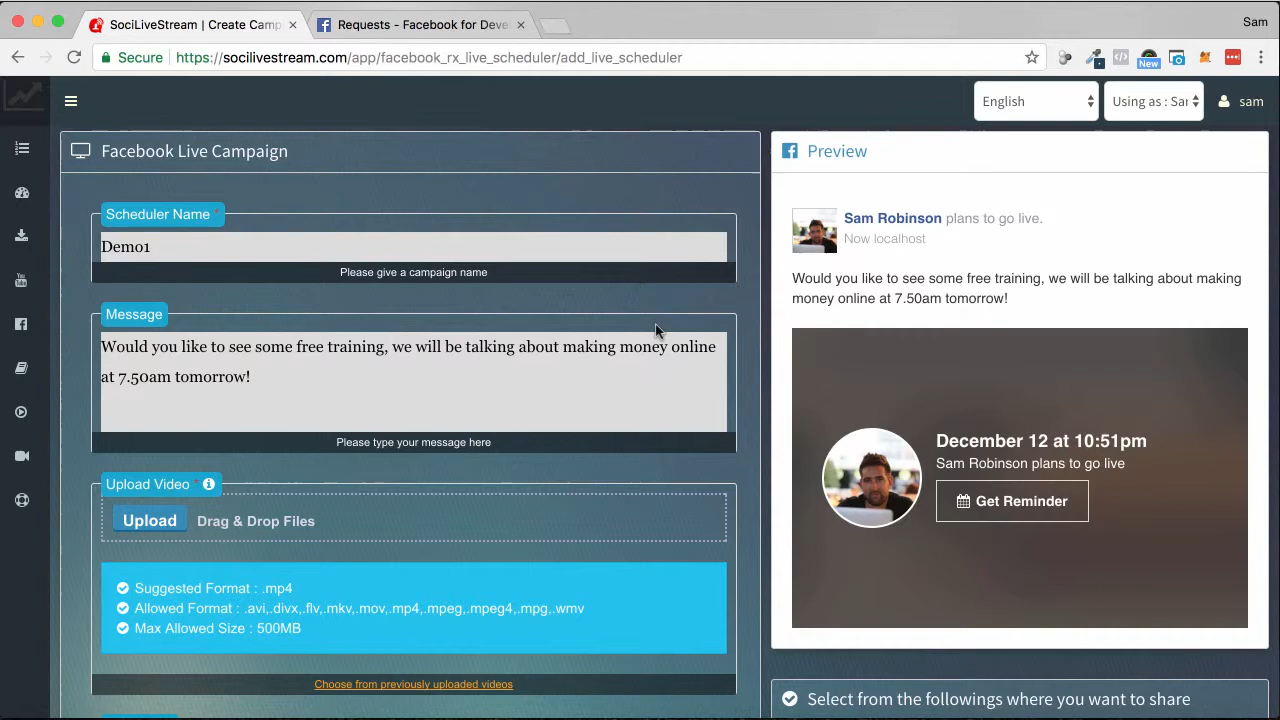 SociLiveStream | Create Camp
Requests - Facebook for Deve
Sam
Secure
https://socilivestream.com/app/facebook_rx_live_scheduler/add_live_scheduler
New
English
Using as : Sar
sam
Facebook Live Campaign
Scheduler Name *
Demo1
Please give a campaign name
Message
Would you like to see some free training, we will be talking about making money online
at 7.50am tomorrow!
Please type your message here
Upload Video *
Upload
Drag & Drop Files
Suggested Format : .mp4
Allowed Format : .avi,.divx,.flv,.mkv,.mov,.mp4,.mpeg,.mpeg4,.mpg,.wmv
Max Allowed Size : 500MB
Choose from previously uploaded videos
Preview
Sam Robinson plans to go live.
Now localhost
Would you like to see some free training, we will be talking about making
money online at 7.50am tomorrow!
December 12 at 10:51pm
Sam Robinson plans to go live
Get Reminder
Select from the followings where you want to share